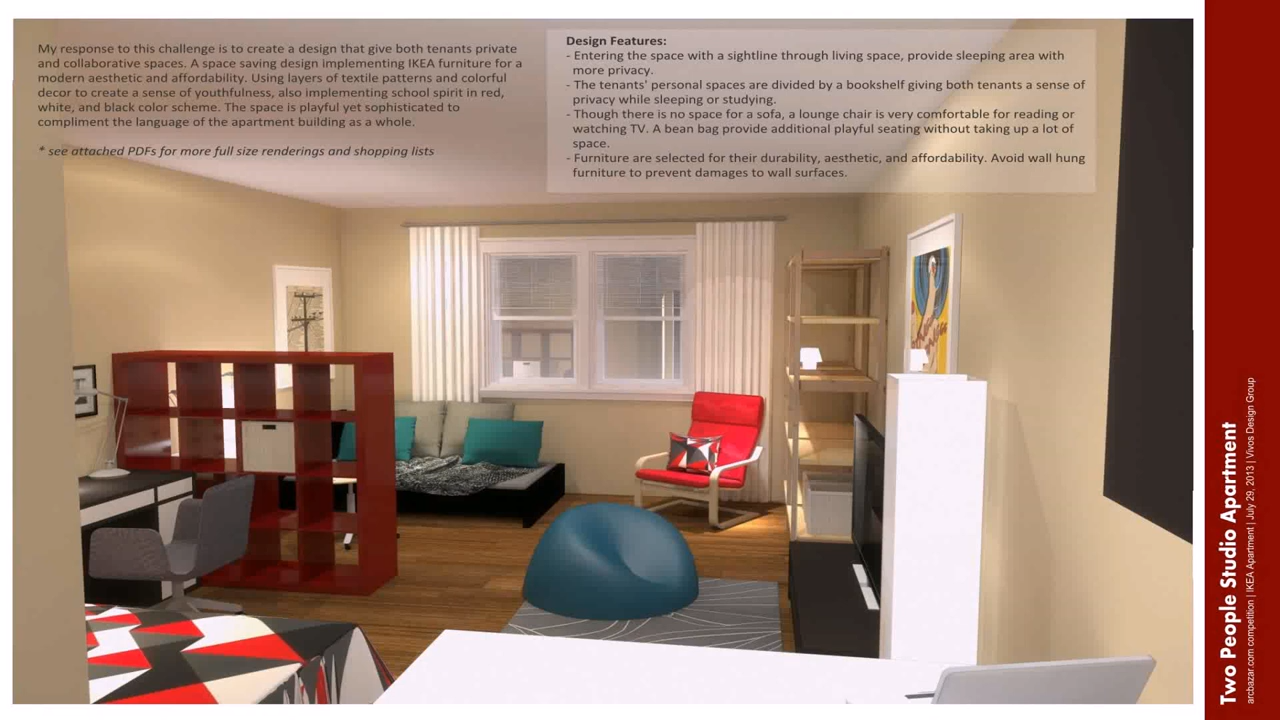 My response to this challenge is to create a design that give both tenants private
and collaborative spaces. A space saving design implementing IKEA furniture for a
modern aesthetic and affordability. Using layers of textile patterns and colorful
decor to create a sense of youthfulness, also implementing school spirit in red,
white, and black color scheme. The space is playful yet sophisticated to
compliment the language of the apartment building as a whole.
* see attached PDFs for more full size renderings and shopping lists
Design Features:
- Entering the space with a sightline through living space, provide sleeping area with
more privacy.
- The tenants' personal spaces are divided by a bookshelf giving both tenants a sense of
privacy while sleeping or studying.
- Though there is no space for a sofa, a lounge chair is very comfortable for reading or
watching TV. A bean bag provide additional playful seating without taking up a lot of
space.
- Furniture are selected for their durability, aesthetic, and affordability. Avoid wall hung
furniture to prevent damages to wall surfaces.
Two People Studio Apartment
arcbazar.com competition | IKEA Apartment | July 29, 2013 | Vivos Design Group